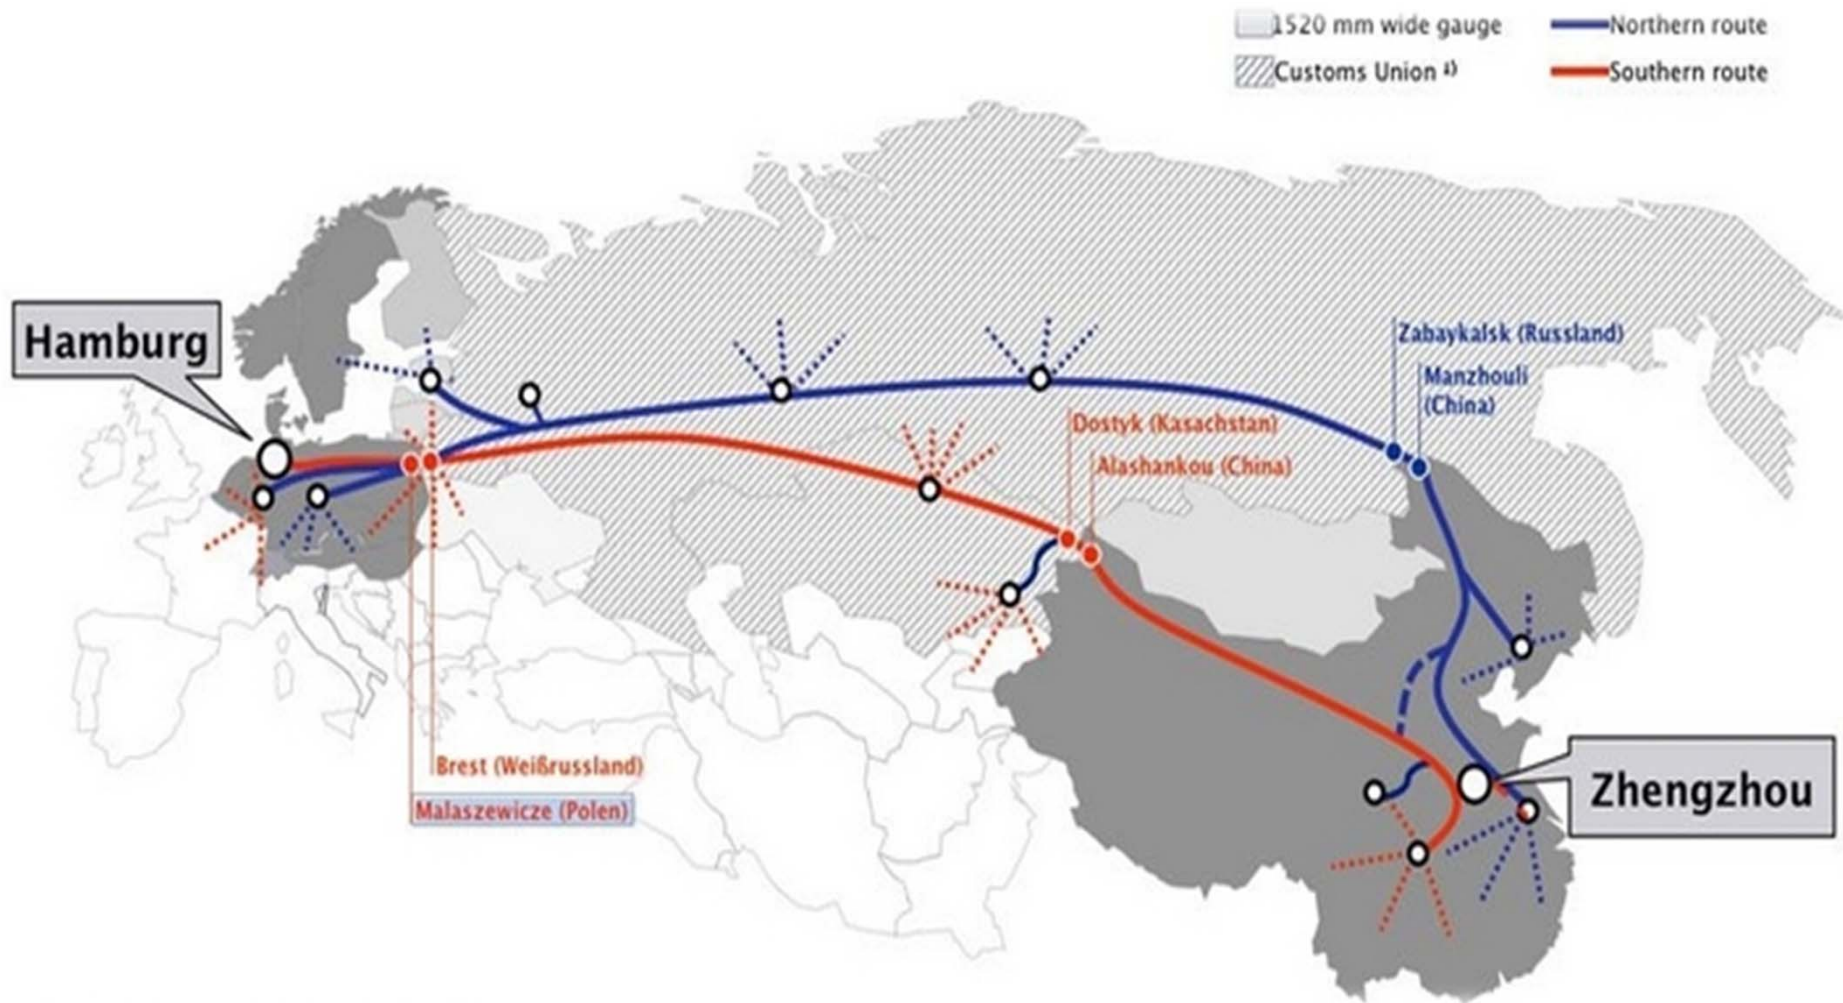 1520 mm wide gauge
Northern route
Customs Union ¹⁾
Southern route
Hamburg
Zabaykalsk (Russland)
Manzhouli
(China)
Dostyk (Kasachstan)
Alashankou (China)
Brest (Weißrussland)
Malaszewicze (Polen)
Zhengzhou